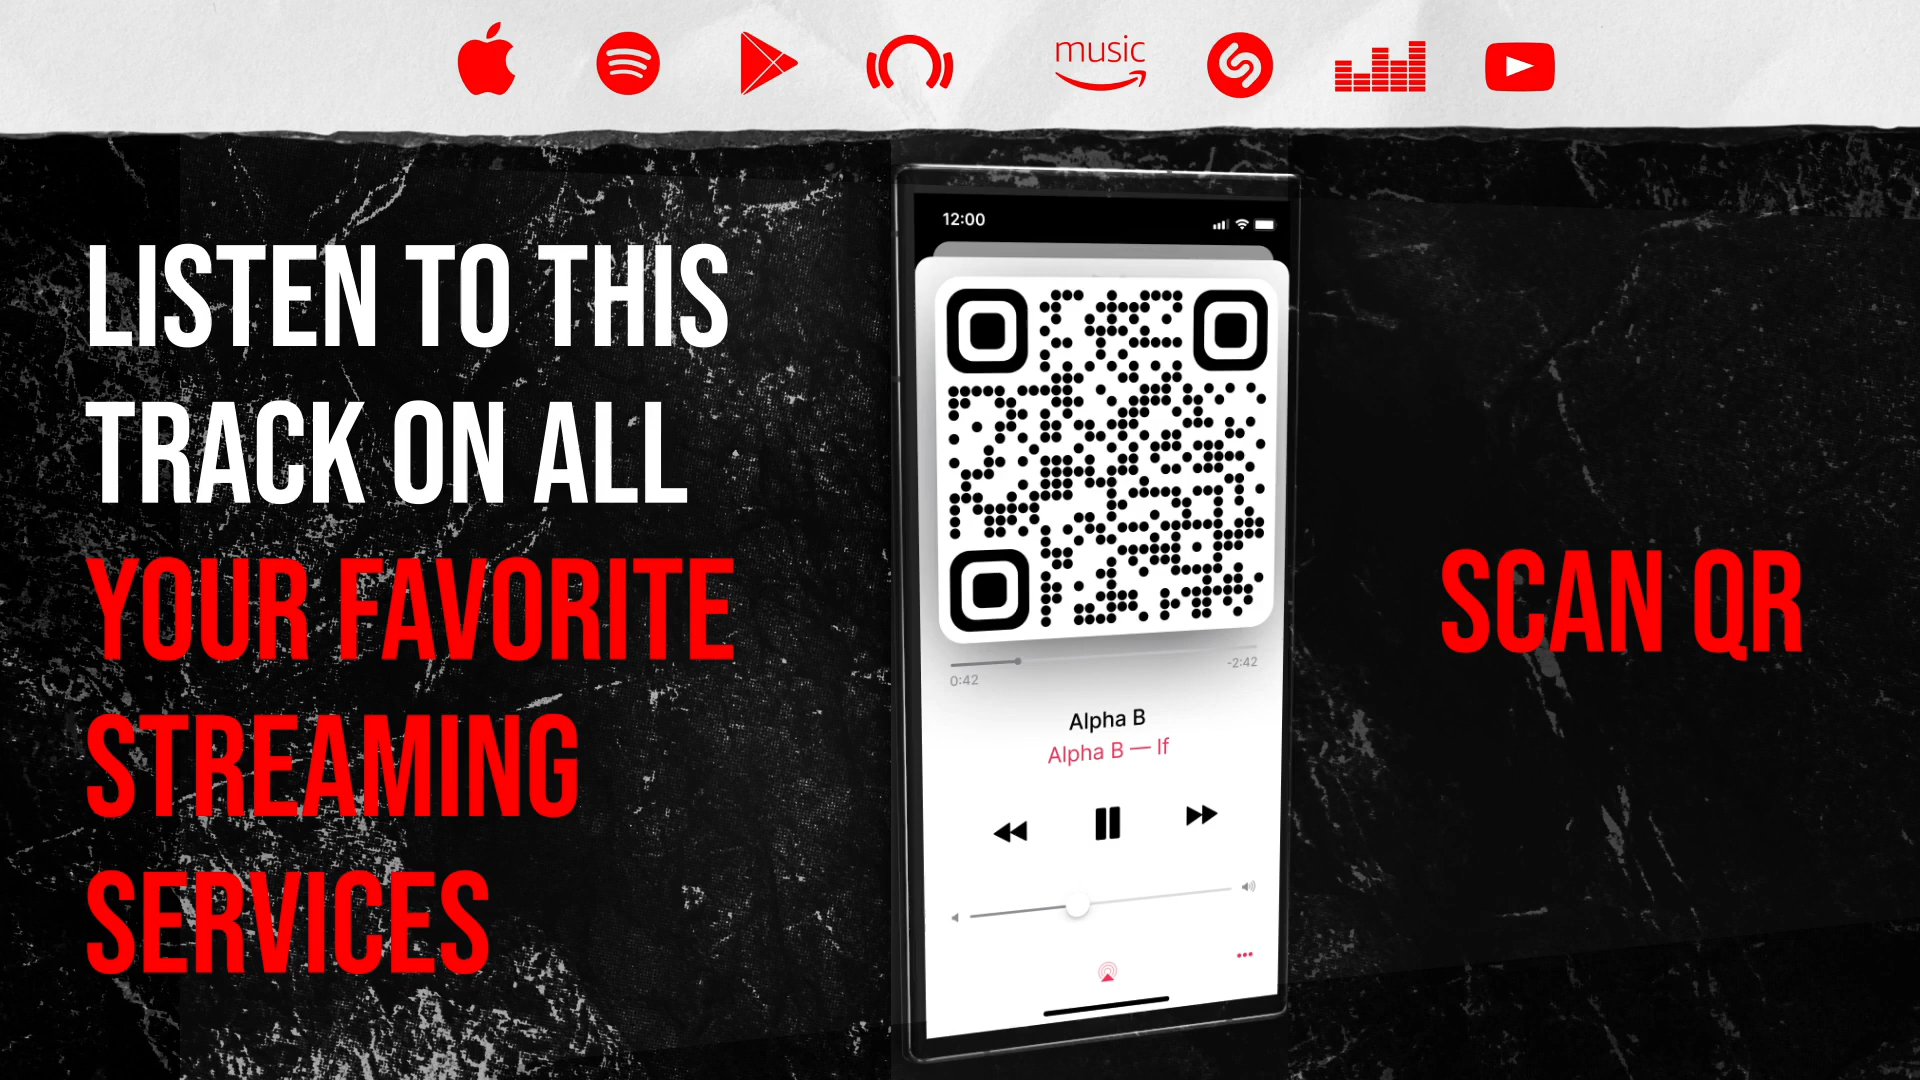 music
LISTEN TO THIS
TRACK ON ALL
YOUR FAVORITE
STREAMING
SERVICES
12:00
0:42
-2:42
Alpha B
Alpha B — If
SCAN QR